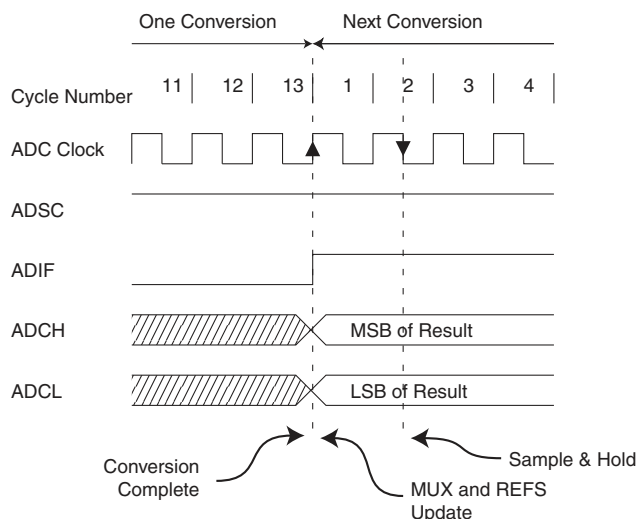 One Conversion Next Conversion
Cycle Number 11 12 13 1 2 3 4
ADC Clock
ADSC
ADIF
ADCH MSB of Result
ADCL LSB of Result
Conversion
Complete
MUX and REFS
Update
Sample & Hold